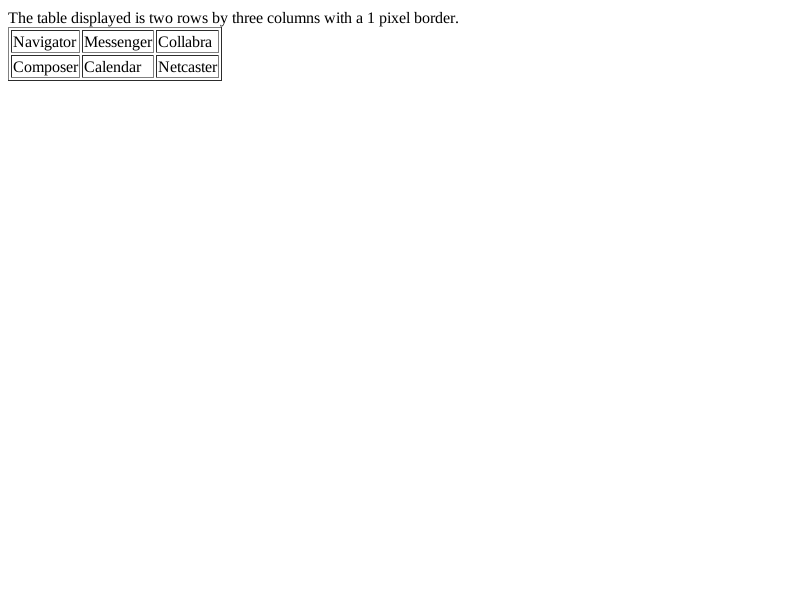 The table displayed is two rows by three columns with a 1 pixel border.
Navigator Messenger Collabra
Composer Calendar Netcaster